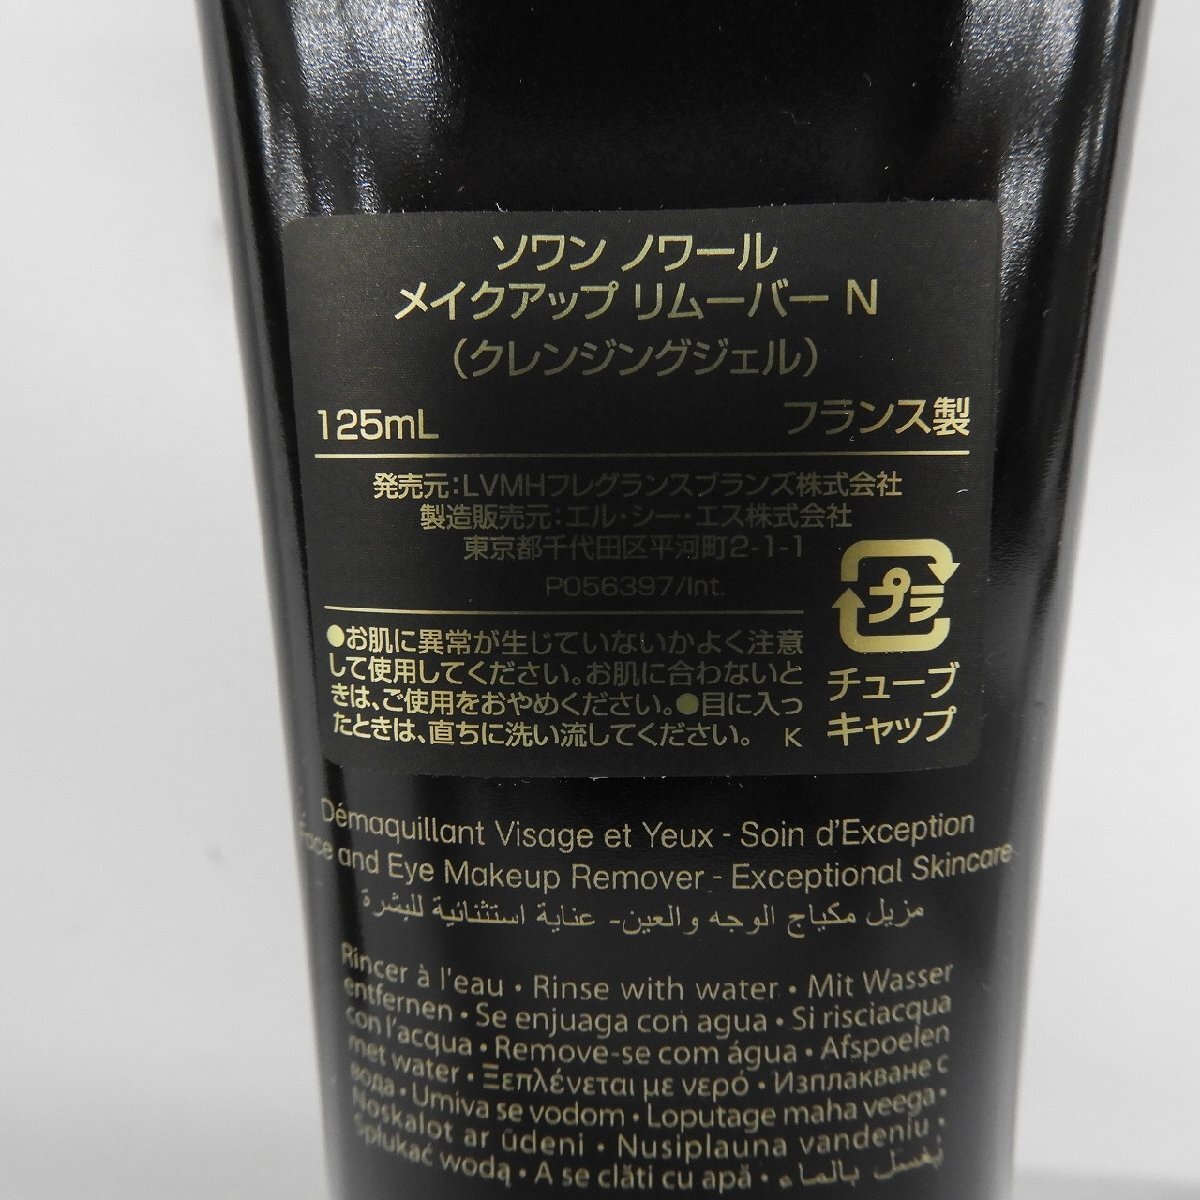 ソワン ノワール
メイクアップ リムーバー N
（クレンジングジェル）
125mL フランス製
発売元：LVMHフレグランスブランズ株式会社
製造販売元：エル・シー・エス株式会社
東京都千代田区平河町2-1-1
P056397/Int.
●お肌に異常が生じていないかよく注意
して使用してください。お肌に合わないと
きは、ご使用をおやめください。●目に入っ
たときは、直ちに洗い流してください。 K
プラ
チューブ
キャップ
Démaquillant Visage et Yeux - Soin d'Exception
Face and Eye Makeup Remover - Exceptional Skincare
مزيل مكياج الوجه والعين- عناية استثنائية للبشرة
Rincer à l'eau • Rinse with water • Mit Wasser
entfernen • Se enjuaga con agua • Si risciacqua
con l'acqua • Remove-se com água • Afspoelen
met water • Ξεπλένεται με νερό • Изплакване с
вода • Umiva se vodom • Loputage maha veega •
Noskalot ar ūdeni • Nusiplauna vandeniu •
Spłukać wodą • A se clăti cu apă • يُغسل بالماء